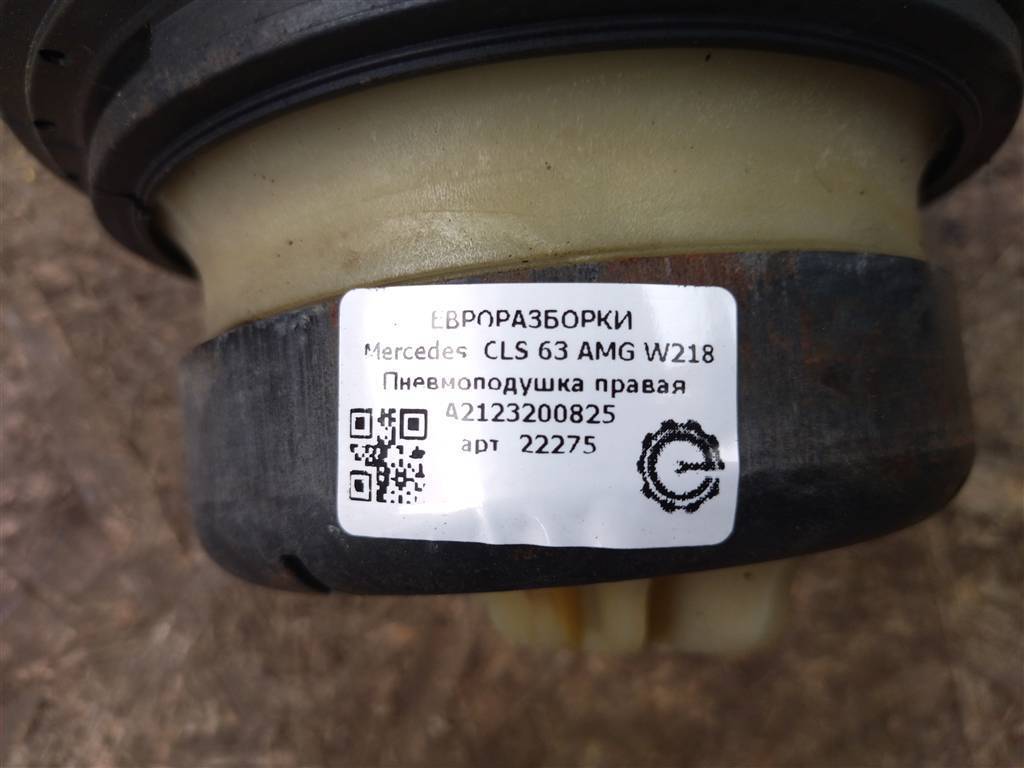 ЕВРОРАЗБОРКИ
Mercedes CLS 63 AMG W218
Пневмоподушка правая
A2123200825
арт 22275